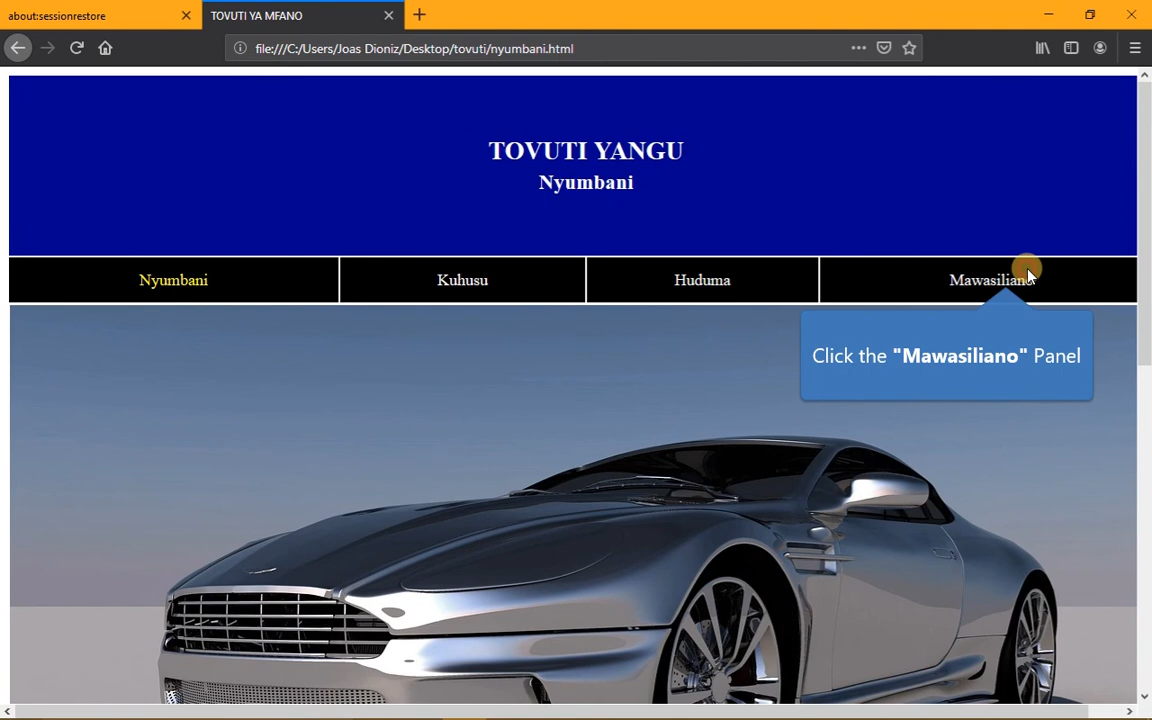 about:sessionrestore
TOVUTI YA MFANO
file:///C:/Users/Joas Dioniz/Desktop/tovuti/nyumbani.html
TOVUTI YANGU
Nyumbani
Nyumbani Kuhusu Huduma Mawasiliano
Click the "Mawasiliano" Panel